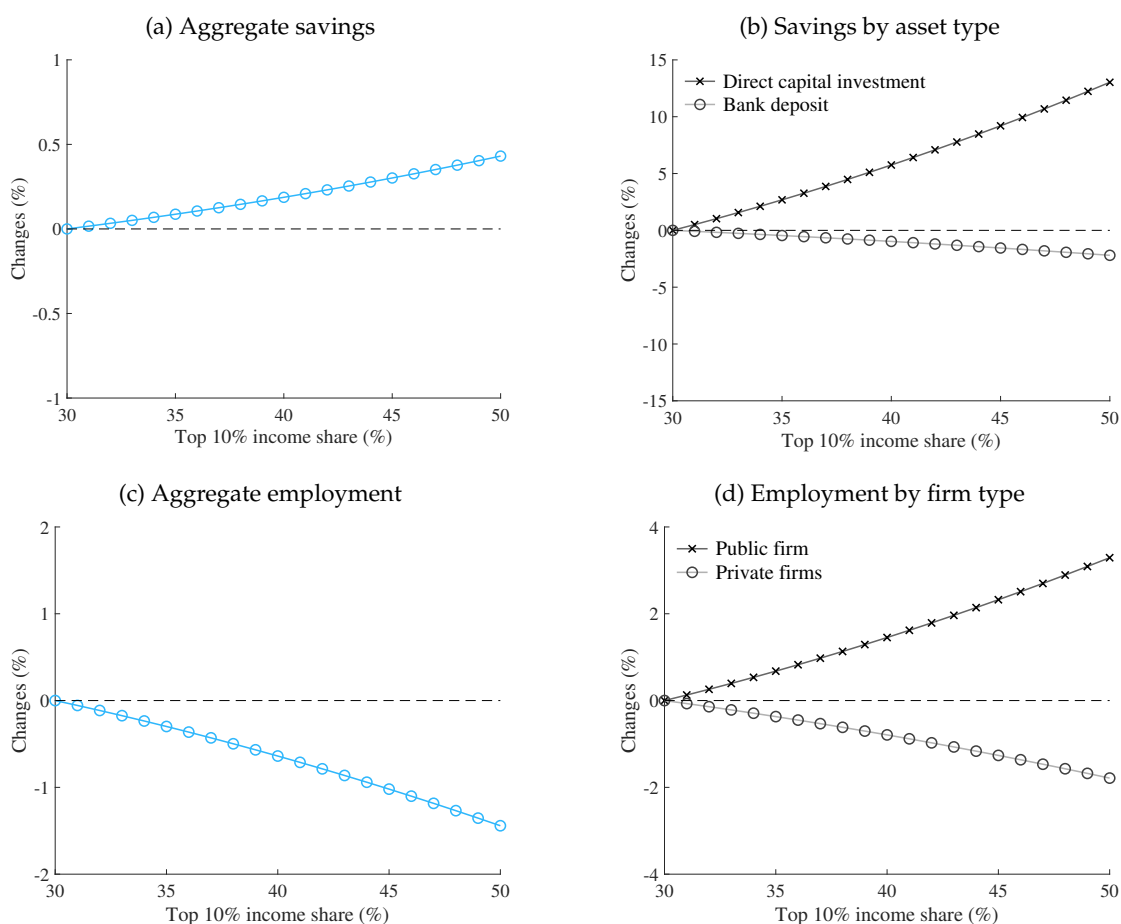 (a) Aggregate savings
1
0.5
0
-0.5
-1
Changes (%)
30 35 40 45 50
Top 10% income share (%)
(b) Savings by asset type
15
10
5
0
-5
-10
-15
Changes (%)
Direct capital investment
Bank deposit
30 35 40 45 50
Top 10% income share (%)
(c) Aggregate employment
2
1
0
-1
-2
Changes (%)
30 35 40 45 50
Top 10% income share (%)
(d) Employment by firm type
4
2
0
-2
-4
Changes (%)
Public firm
Private firms
30 35 40 45 50
Top 10% income share (%)